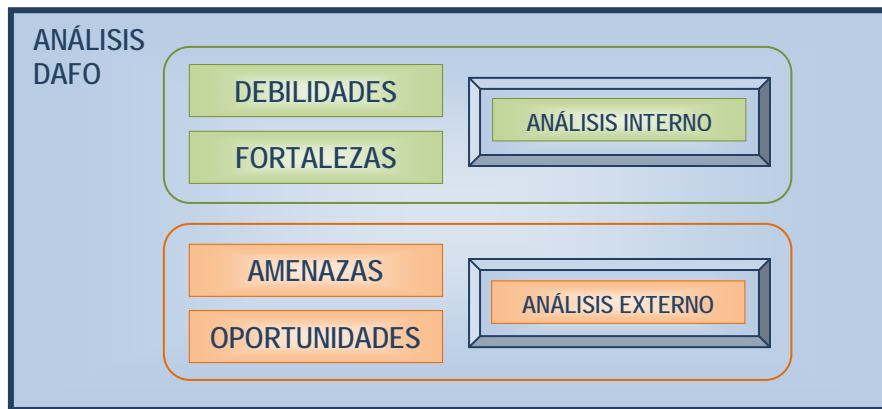 ANÁLISIS
DAFO
DEBILIDADES
FORTALEZAS
ANÁLISIS INTERNO
AMENAZAS
OPORTUNIDADES
ANÁLISIS EXTERNO